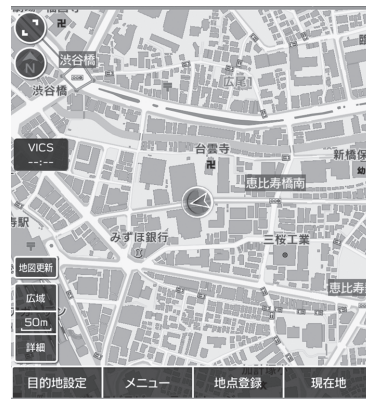 渋谷橋
広尾
渋谷橋
N
VICS
--:--
台雲寺
新橋保
幼
恵比寿橋南
寿駅
みずほ銀行
三桜工業
地図更新
広域
50m
詳細
恵比寿
目的地設定
メニュー
地点登録
現在地